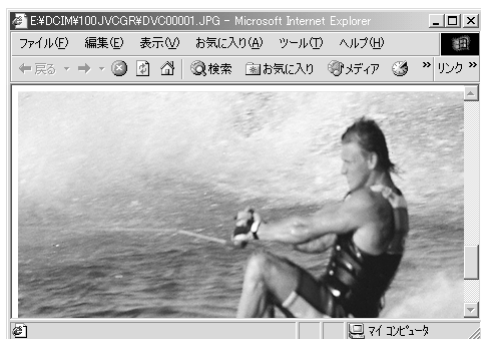 E:¥DCIM¥100JVCGR¥DVC00001.JPG - Microsoft Internet Explorer
ファイル(F) 編集(E) 表示(V) お気に入り(A) ツール(T) ヘルプ(H)
戻る 検索 お気に入り メディア » リンク »
マイ コンピュータ